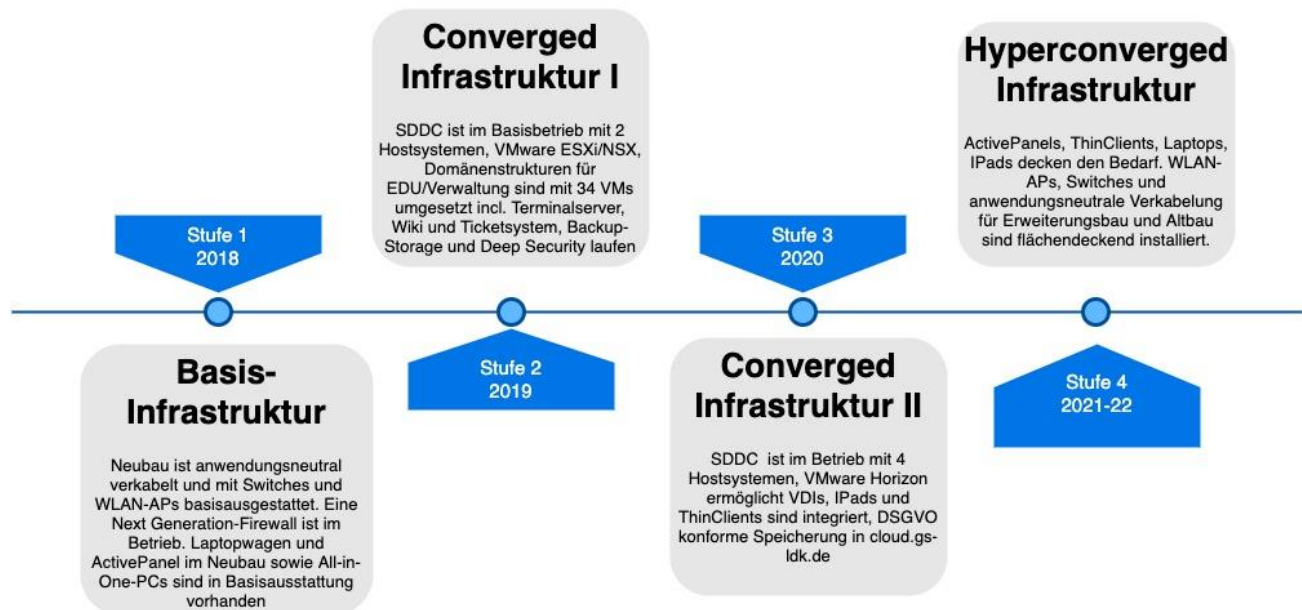 Converged
Infrastruktur I
SDDC ist im Basisbetrieb mit 2
Hostsystemen, VMware ESXi/NSX,
Domänenstrukturen für
EDU/Verwaltung sind mit 34 VMs
umgesetzt incl. Terminalserver,
Wiki und Ticketsystem, Backup-
Storage und Deep Security laufen
Hyperconverged
Infrastruktur
ActivePanels, ThinClients, Laptops,
IPads decken den Bedarf. WLAN-
APs, Switches und
anwendungsneutrale Verkabelung
für Erweiterungsbau und Altbau
sind flächendeckend installiert.
Stufe 1
2018
Stufe 3
2020
Basis-
Infrastruktur
Neubau ist anwendungsneutral
verkabelt und mit Switches und
WLAN-APs basisausgestattet. Eine
Next Generation-Firewall ist im
Betrieb. Laptopwagen und
ActivePanel im Neubau sowie All-in-
One-PCs sind in Basisausstattung
vorhanden
Stufe 2
2019
Converged
Infrastruktur II
SDDC ist im Betrieb mit 4
Hostsystemen, VMware Horizon
ermöglicht VDIs, IPads und
ThinClients sind integriert, DSGVO
konforme Speicherung in cloud.gs-
ldk.de
Stufe 4
2021-22